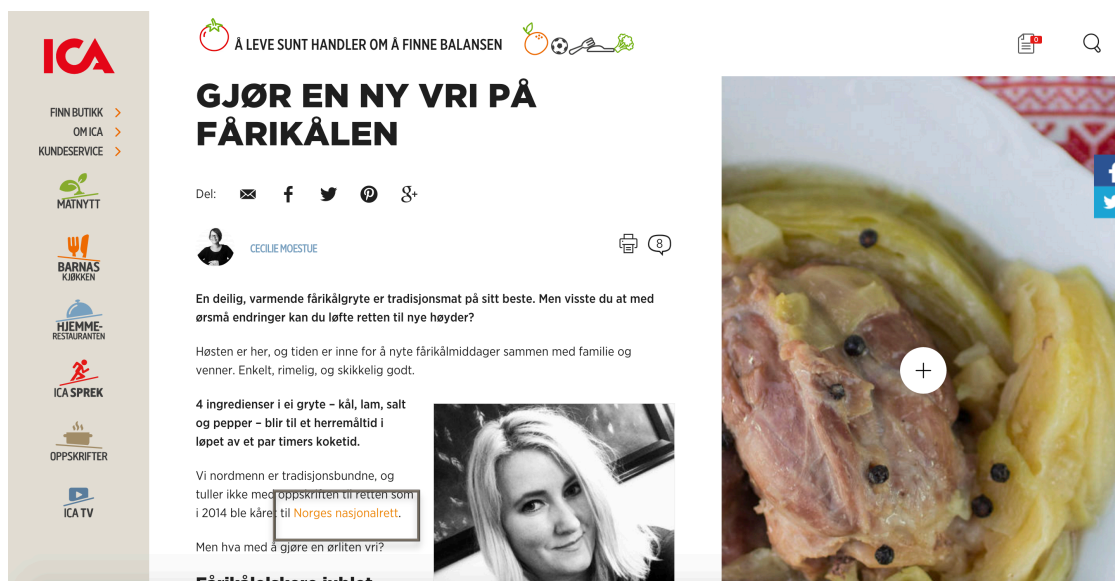 ICA
FINN BUTIKK
OM ICA
KUNDESERVICE
MATNYTT
BARNAS
KJØKKEN
HJEMME-
RESTAURANTEN
ICA SPREK
OPPSKRIFTER
ICA TV
Å LEVE SUNT HANDLER OM Å FINNE BALANSEN
0
GJØR EN NY VRI PÅ
FÅRIKÅLEN
Del:
CECILIE MOESTUE
8
En deilig, varmende fårikålgryte er tradisjonsmat på sitt beste. Men visste du at med
ørsmå endringer kan du løfte retten til nye høyder?
Høsten er her, og tiden er inne for å nyte fårikålmiddager sammen med familie og
venner. Enkelt, rimelig, og skikkelig godt.
4 ingredienser i ei gryte – kål, lam, salt
og pepper – blir til et herremåltid i
løpet av et par timers koketid.
Vi nordmenn er tradisjonsbundne, og
tuller ikke med oppskriften til retten som
i 2014 ble kåret til Norges nasjonalrett.
Men hva med å gjøre en ørliten vri?